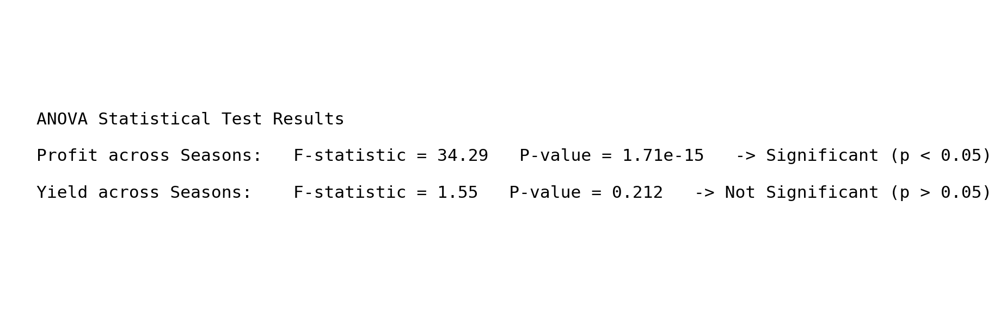 ANOVA Statistical Test Results
Profit across Seasons:   F-statistic = 34.29   P-value = 1.71e-15   -> Significant (p < 0.05)
Yield across Seasons:    F-statistic = 1.55   P-value = 0.212   -> Not Significant (p > 0.05)